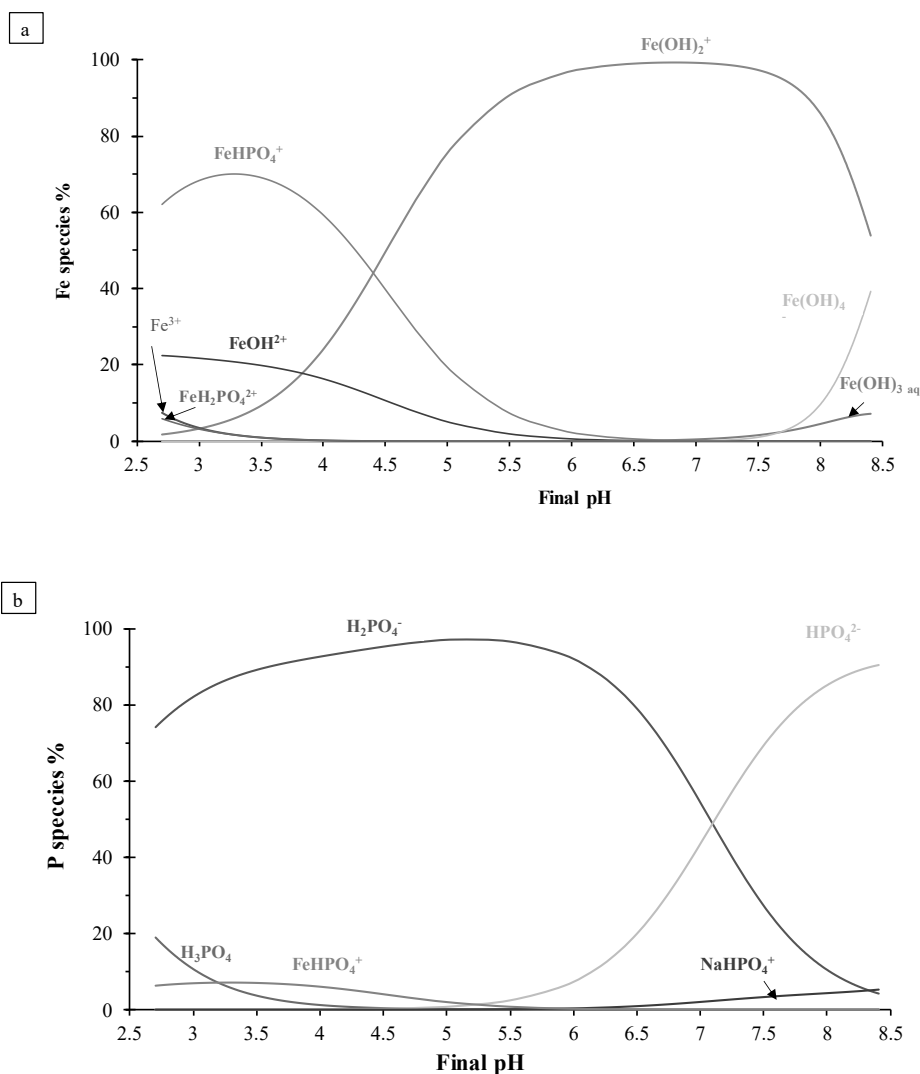 a
Fe(OH)₂⁺
100
80
60
40
20
0
Fe speccies %
FeHPO₄⁺
Fe³⁺
FeOH²⁺
FeH₂PO₄²⁺
Fe(OH)₄
-
Fe(OH)₃ ₐq
2.5 3 3.5 4 4.5 5 5.5 6 6.5 7 7.5 8 8.5
Final pH
b
H₂PO₄⁻
HPO₄²⁻
100
80
60
40
20
0
P speccies %
H₃PO₄
FeHPO₄⁺
NaHPO₄⁺
2.5 3 3.5 4 4.5 5 5.5 6 6.5 7 7.5 8 8.5
Final pH